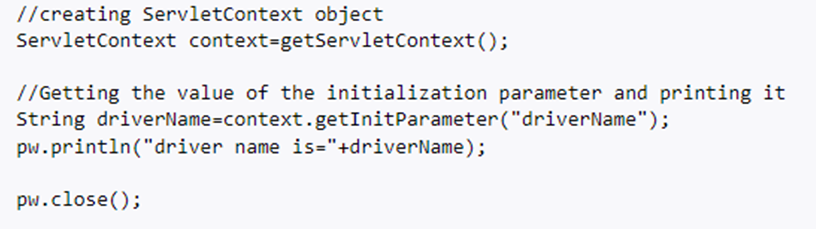 //creating ServletContext object
ServletContext context=getServletContext();
//Getting the value of the initialization parameter and printing it
String driverName=context.getInitParameter("driverName");
pw.println("driver name is="+driverName);
pw.close();